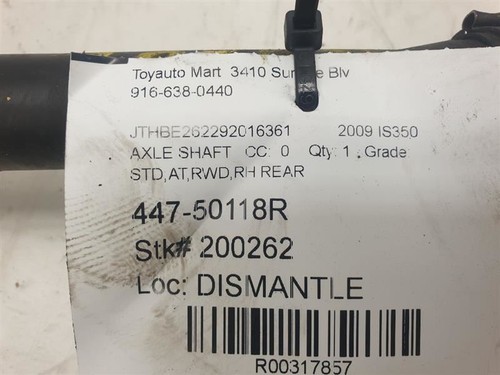 Toyauto Mart 3410 Blv
916-638-0440
JTHBE262292016361 2009 IS350
AXLE SHAFT CC: 0 Qty: 1 , Grade
STD,AT,RWD,RH REAR
447-50118R
Stk# 200262
Loc: DISMANTLE
R00317857